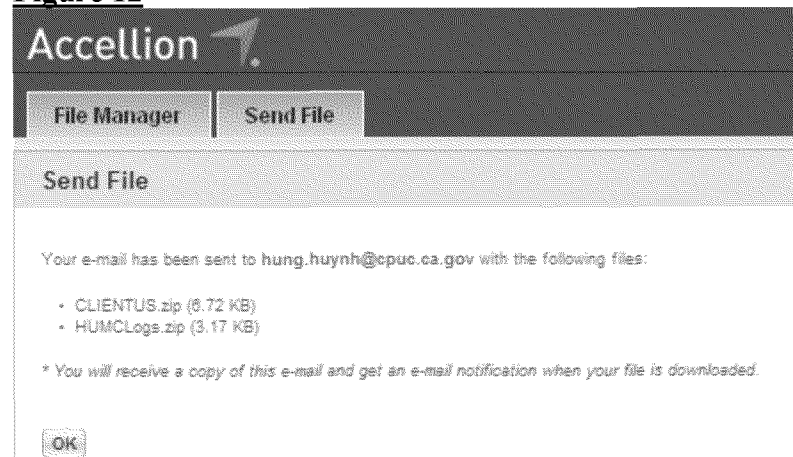 Figure 12
Accellion
File Manager
Send File
Send File
Your e-mail has been sent to hung.huynh@cpuc.ca.gov with the following files:
• CLIENTUS.zip (6.72 KB)
• HUMCLogs.zip (3.17 KB)
* You will receive a copy of this e-mail and get an e-mail notification when your file is downloaded.
OK